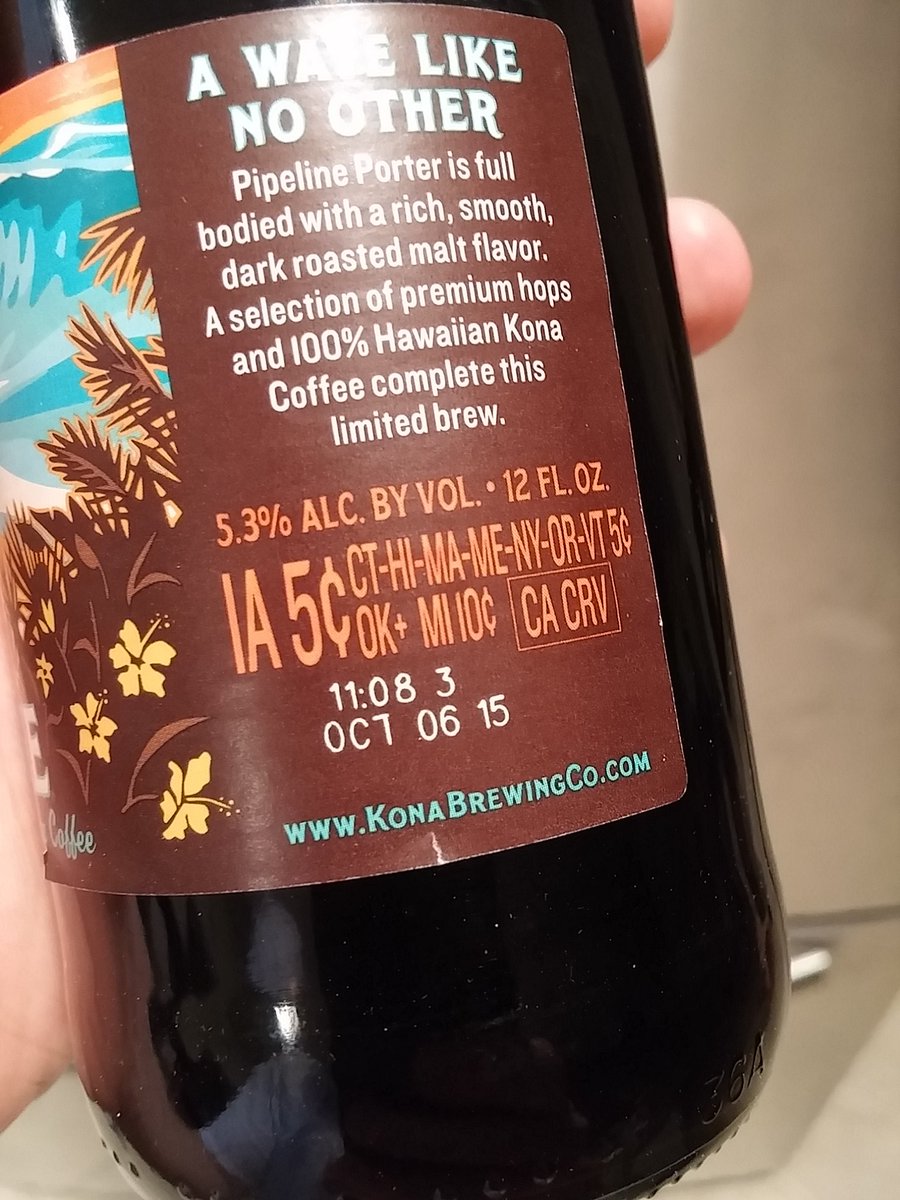 A WAVE LIKE
NO OTHER
Pipeline Porter is full
bodied with a rich, smooth,
dark roasted malt flavor.
A selection of premium hops
and 100% Hawaiian Kona
Coffee complete this
limited brew.
5.3% ALC. BY VOL. • 12 FL. OZ.
IA 5¢ CT-HI-MA-ME-NY-OR-VT 5¢
OK+ MI 10¢ CA CRV
11:08 3
OCT 06 15
WWW.KONABREWINGCO.COM
E
Coffee
36A